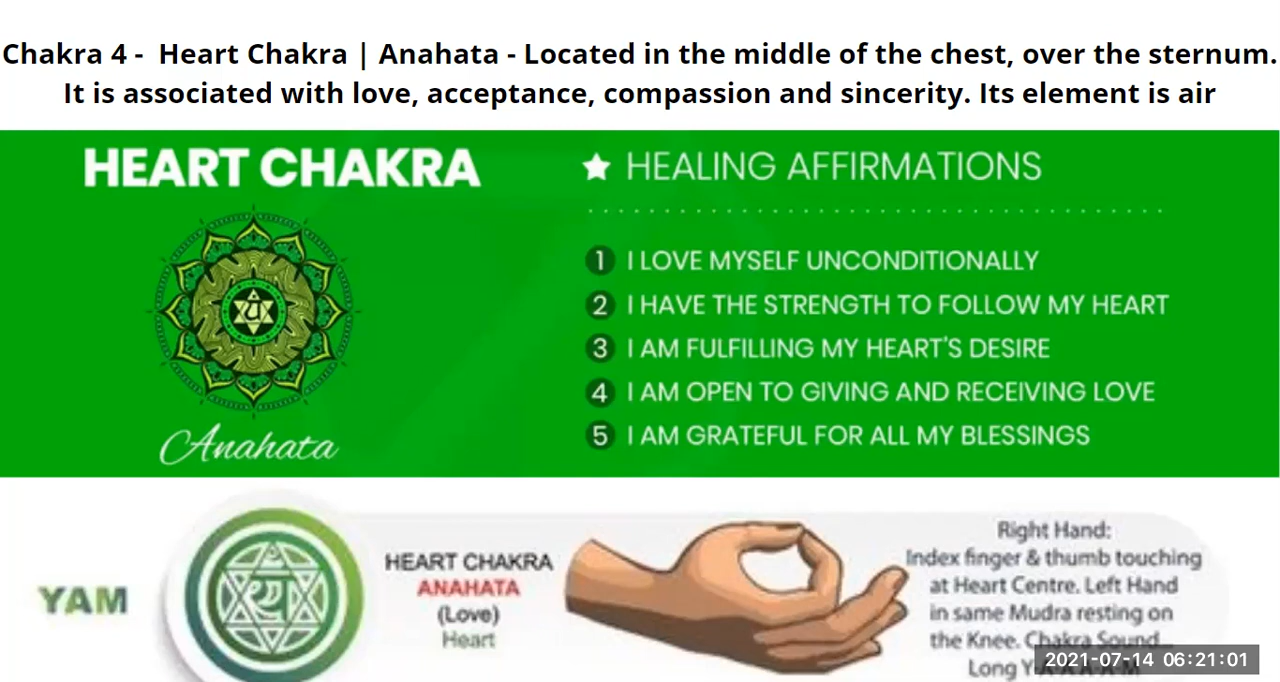 Chakra 4 - Heart Chakra | Anahata - Located in the middle of the chest, over the sternum.
It is associated with love, acceptance, compassion and sincerity. Its element is air
HEART CHAKRA
Anahata
★ HEALING AFFIRMATIONS
1 I LOVE MYSELF UNCONDITIONALLY
2 I HAVE THE STRENGTH TO FOLLOW MY HEART
3 I AM FULFILLING MY HEART'S DESIRE
4 I AM OPEN TO GIVING AND RECEIVING LOVE
5 I AM GRATEFUL FOR ALL MY BLESSINGS
YAM
यं
HEART CHAKRA
ANAHATA
(Love)
Heart
Right Hand:
Index finger & thumb touching
at Heart Centre. Left Hand
in same Mudra resting on
the Knee. Chakra Sound...
Long
2021-07-14 06:21:01